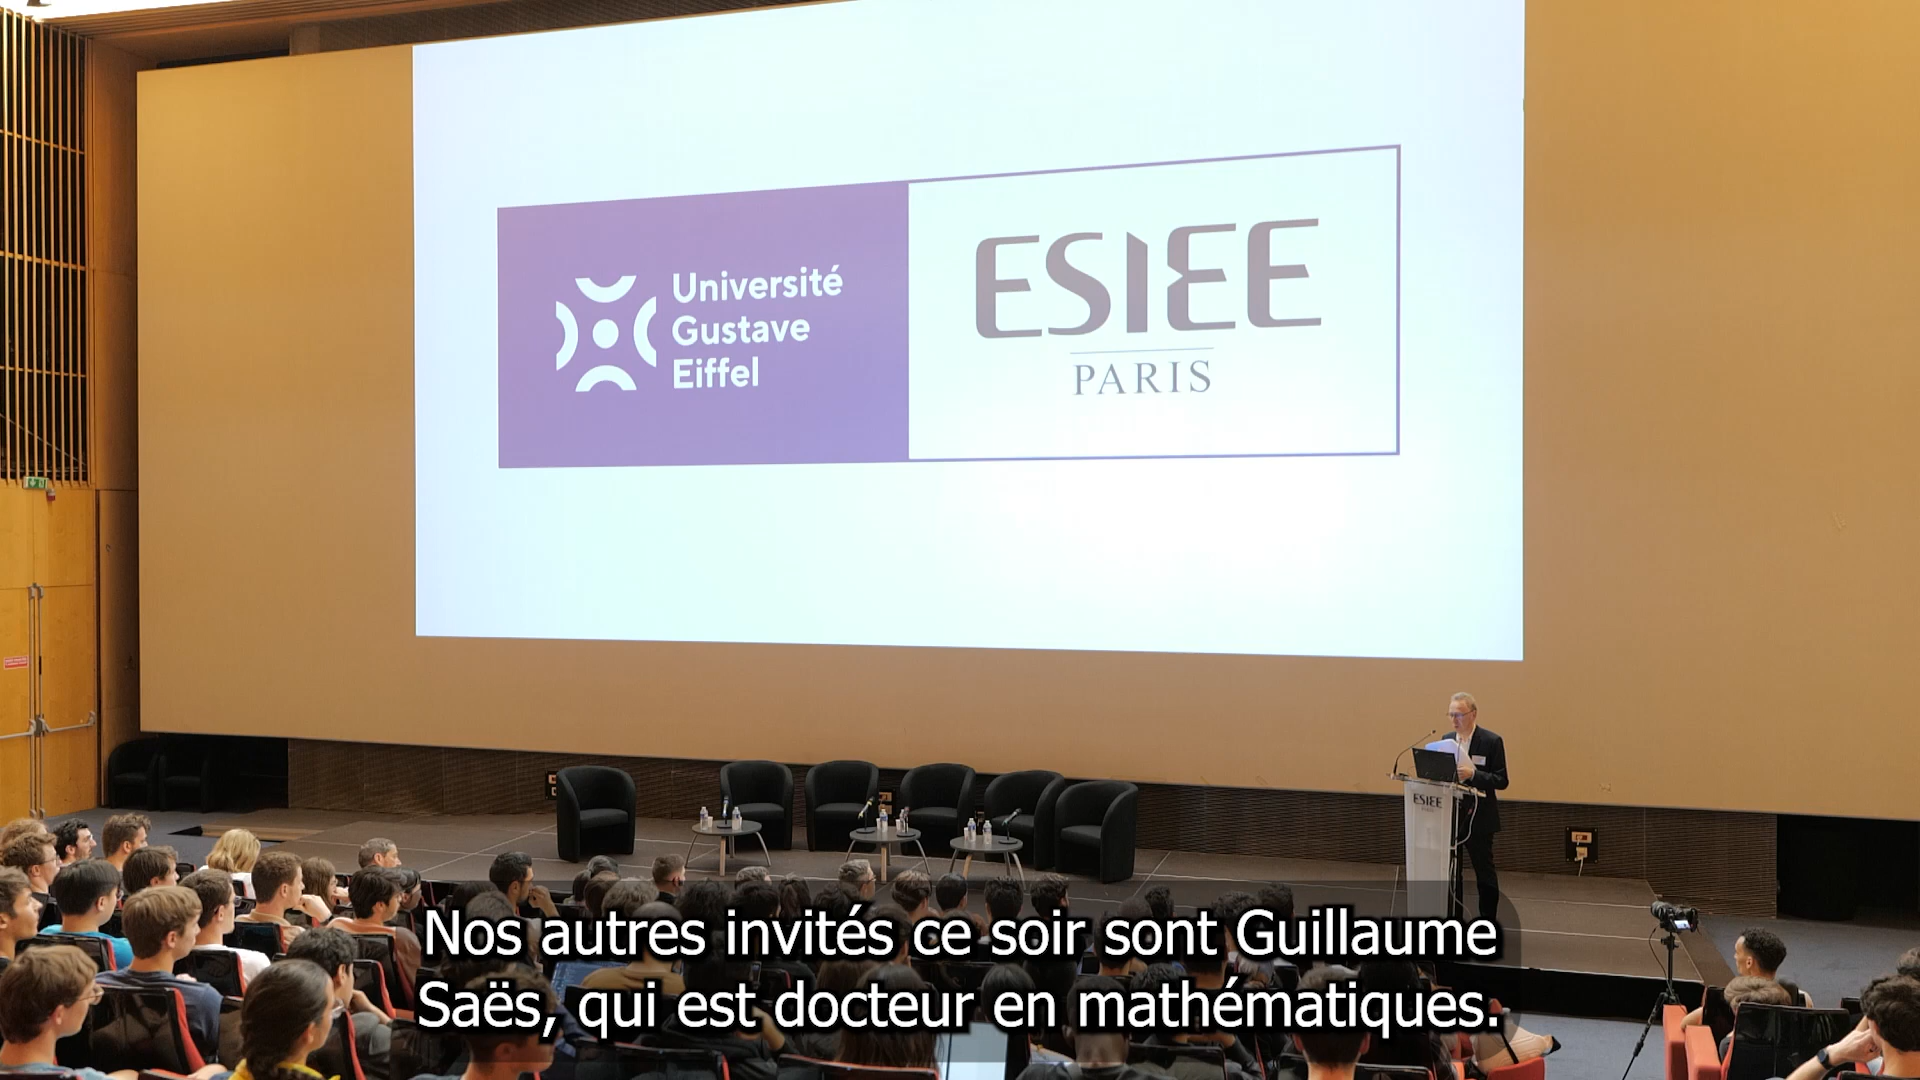 Université
Gustave
Eiffel
ESIEE
PARIS
ESIEE
Nos autres invités ce soir sont Guillaume
Saës, qui est docteur en mathématiques.